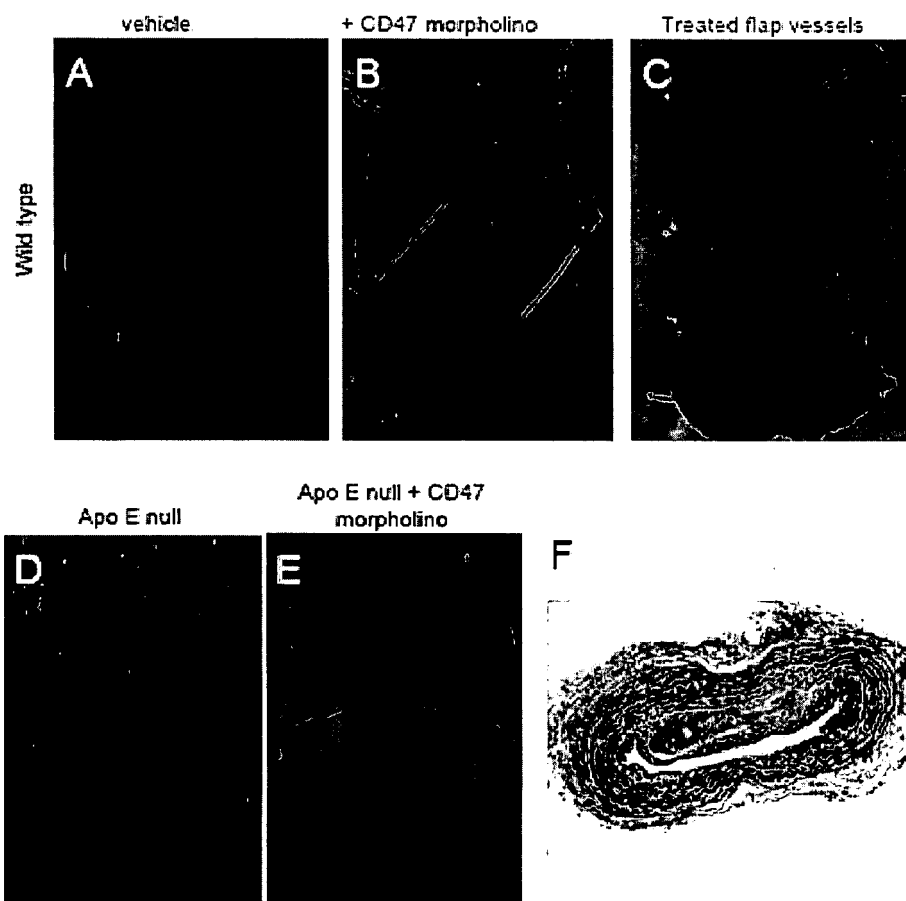 vehicle
+ CD47 morpholino
Treated flap vessels
A
B
C
Wild type
Apo E null
Apo E null + CD47
morpholino
D
E
F